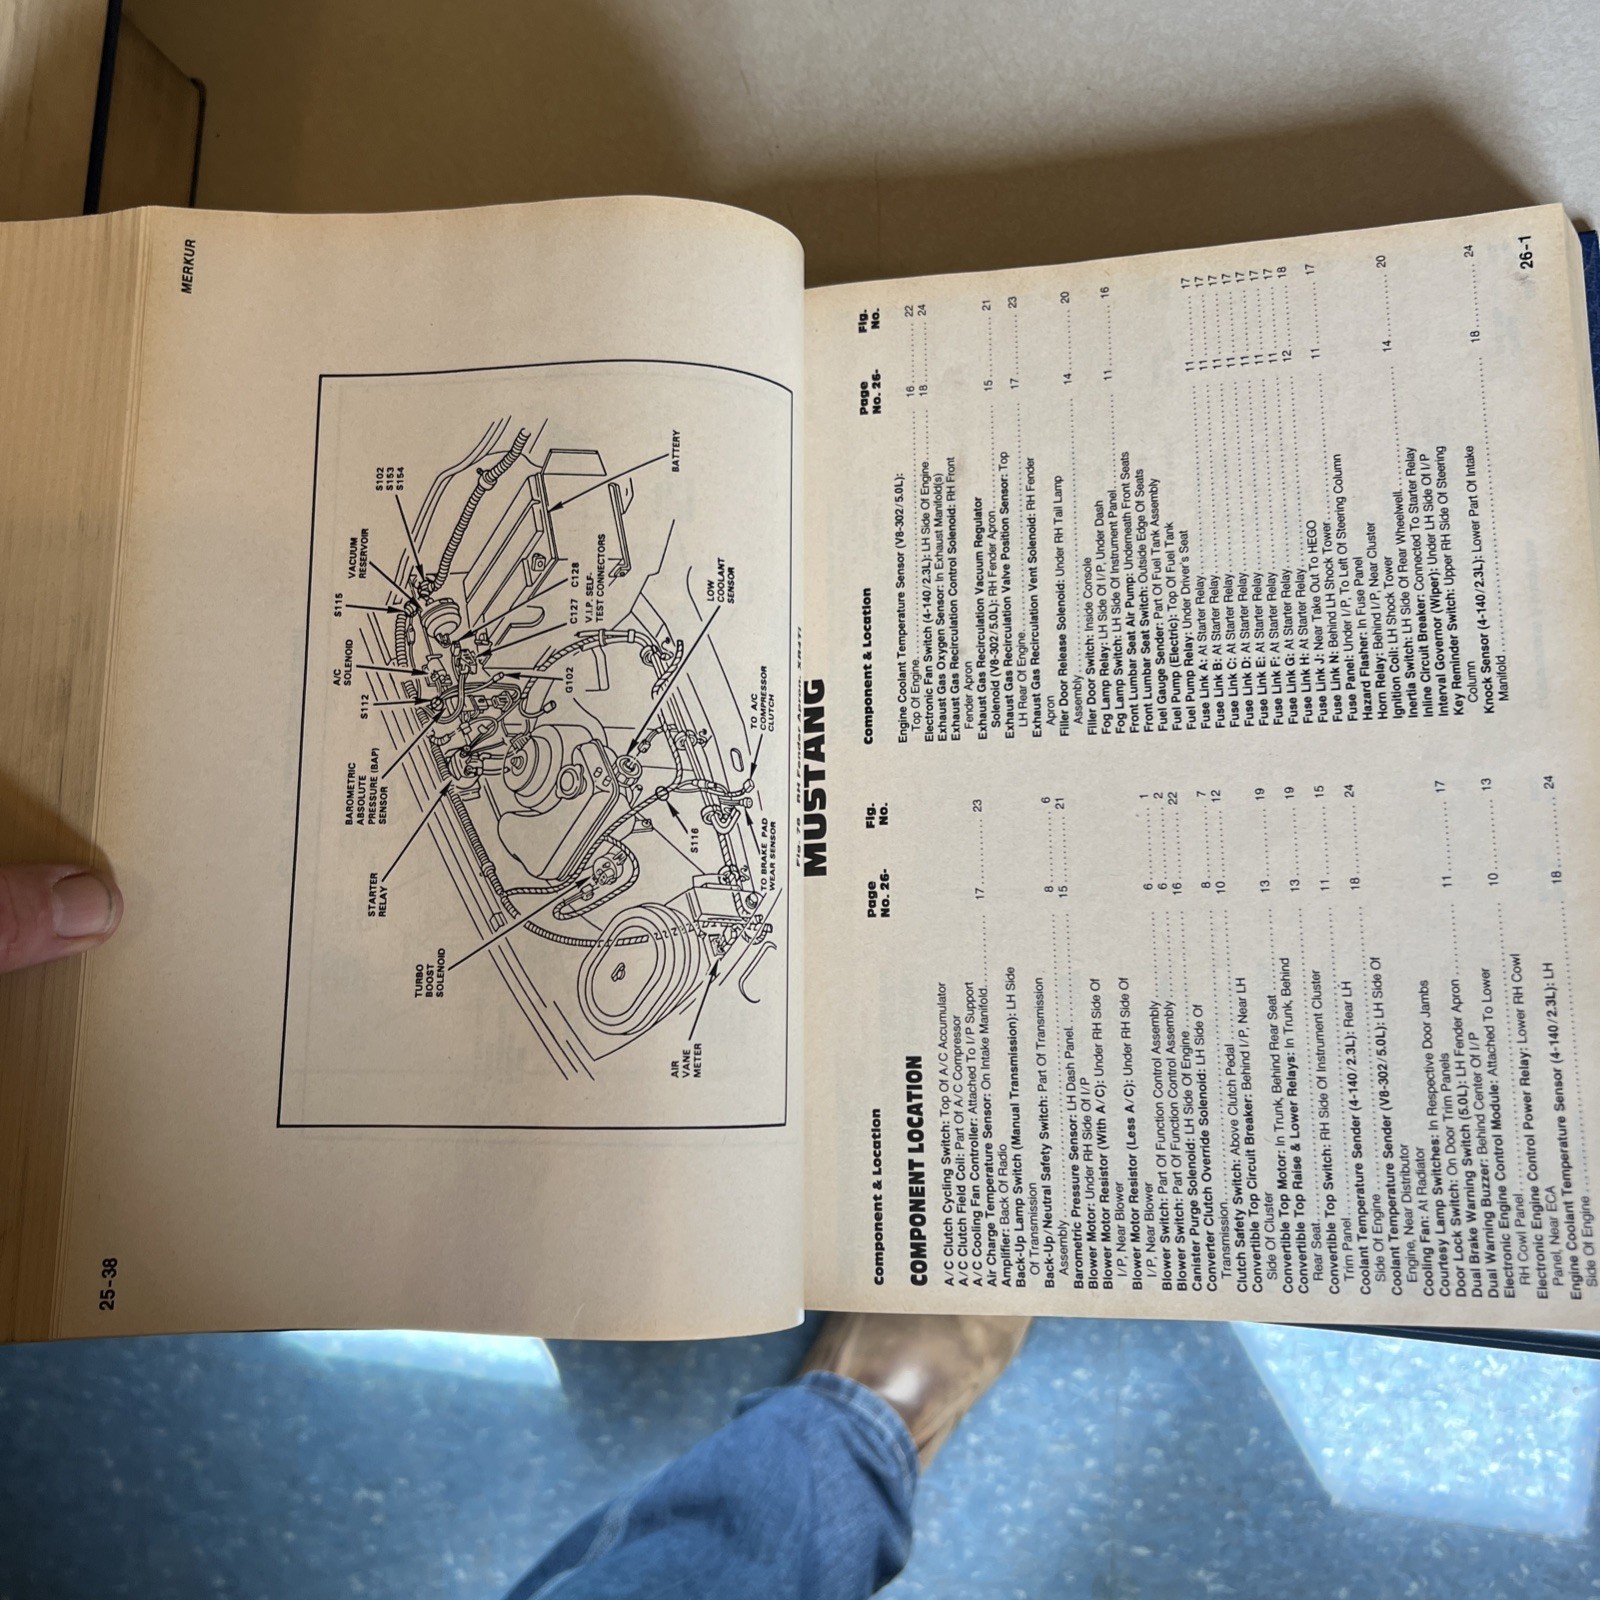 MERKUR
S102
S153
S154
VACUUM
RESERVOIR
S115
A/C
SOLENOID
S112
BAROMETRIC
ABSOLUTE
PRESSURE (BAP)
SENSOR
STARTER
RELAY
TURBO
BOOST
SOLENOID
AIR
VANE
METER
BATTERY
C127 C128
V.I.P. SELF-
TEST CONNECTORS
G102
LOW
COOLANT
SENSOR
TO A/C
COMPRESSOR
CLUTCH
S116
TO BRAKE PAD
WEAR SENSOR
25-38
MUSTANG
Component & Location
Page
No. 26-
Fig.
No.
COMPONENT LOCATION
A/C Clutch Cycling Switch: Top Of A/C Accumulator
A/C Clutch Field Coil: Part Of A/C Compressor
A/C Cooling Fan Controller: Attached To I/P Support
Air Charge Temperature Sensor: On Intake Manifold 17 23
Amplifier: Back Of Radio
Back-Up Lamp Switch (Manual Transmission): LH Side
Of Transmission 8 6
Back-Up/Neutral Safety Switch: Part Of Transmission
Assembly 15 21
Barometric Pressure Sensor: LH Dash Panel
Blower Motor: Under RH Side Of I/P
Blower Motor Resistor (With A/C): Under RH Side Of
I/P, Near Blower 6 1
Blower Motor Resistor (Less A/C): Under RH Side Of
I/P, Near Blower 6 2
Blower Switch: Part Of Function Control Assembly
Blower Switch: Part Of Function Control Assembly 16 22
Canister Purge Solenoid: LH Side Of Engine
Converter Clutch Override Solenoid: LH Side Of
Transmission 8 7
Clutch Safety Switch: Above Clutch Pedal 10 12
Convertible Top Circuit Breaker: Behind I/P, Near LH
Side Of Cluster
Convertible Top Motor: In Trunk, Behind Rear Seat 13 19
Convertible Top Raise & Lower Relays: In Trunk, Behind
Rear Seat 13 19
Convertible Top Switch: RH Side Of Instrument Cluster
Trim Panel 11 15
Coolant Temperature Sender (4-140/2.3L): Rear LH
Side Of Engine 18 24
Coolant Temperature Sender (V8-302/5.0L): LH Side Of
Engine, Near Distributor
Cooling Fan: At Radiator
Courtesy Lamp Switches: In Respective Door Jambs
Door Lock Switch: On Door Trim Panels
Dual Brake Warning Switch (5.0L): LH Fender Apron 11 17
Dual Warning Buzzer: Behind Center Of I/P
Electronic Engine Control Module: Attached To Lower
RH Cowl Panel 10 13
Electronic Engine Control Power Relay: Lower RH Cowl
Panel, Near ECA
Engine Coolant Temperature Sensor (4-140/2.3L): LH
Side Of Engine 18 24
Component & Location
Page
No. 26-
Fig.
No.
Engine Coolant Temperature Sensor (V8-302/5.0L):
Top Of Engine 16 22
Electronic Fan Switch (4-140/2.3L): LH Side Of Engine 18 24
Exhaust Gas Oxygen Sensor: In Exhaust Manifold(s)
Exhaust Gas Recirculation Control Solenoid: RH Front
Fender Apron
Exhaust Gas Recirculation Vacuum Regulator
Solenoid (V8-302/5.0L): RH Fender Apron 15 21
Exhaust Gas Recirculation Valve Position Sensor: Top
LH Rear Of Engine 17 23
Exhaust Gas Recirculation Vent Solenoid: RH Fender
Apron
Filler Door Release Solenoid: Under RH Tail Lamp
Assembly 14 20
Filler Door Switch: Inside Console
Fog Lamp Relay: LH Side Of I/P, Under Dash
Fog Lamp Switch: LH Side Of Instrument Panel 11 16
Front Lumbar Seat Air Pump: Underneath Front Seats
Front Lumbar Seat Switch: Outside Edge Of Seats
Fuel Gauge Sender: Part Of Fuel Tank Assembly
Fuel Pump (Electric): Top Of Fuel Tank
Fuel Pump Relay: Under Driver's Seat
Fuse Link A: At Starter Relay 11 17
Fuse Link B: At Starter Relay 11 17
Fuse Link C: At Starter Relay 11 17
Fuse Link D: At Starter Relay 11 17
Fuse Link E: At Starter Relay 11 17
Fuse Link F: At Starter Relay 11 17
Fuse Link G: At Starter Relay 11 17
Fuse Link H: At Starter Relay 12 18
Fuse Link J: Near Take Out To HEGO
Fuse Link N: Behind LH Shock Tower 11 17
Fuse Panel: Under I/P, To Left Of Steering Column
Hazard Flasher: In Fuse Panel
Horn Relay: Behind I/P, Near Cluster
Ignition Coil: LH Shock Tower
Inertia Switch: LH Side Of Rear Wheelwell 14 20
Inline Circuit Breaker: Connected To Starter Relay
Interval Governor (Wiper): Under LH Side Of I/P
Key Reminder Switch: Upper RH Side Of Steering
Column
Knock Sensor (4-140/2.3L): Lower Part Of Intake
Manifold 18 24
26-1